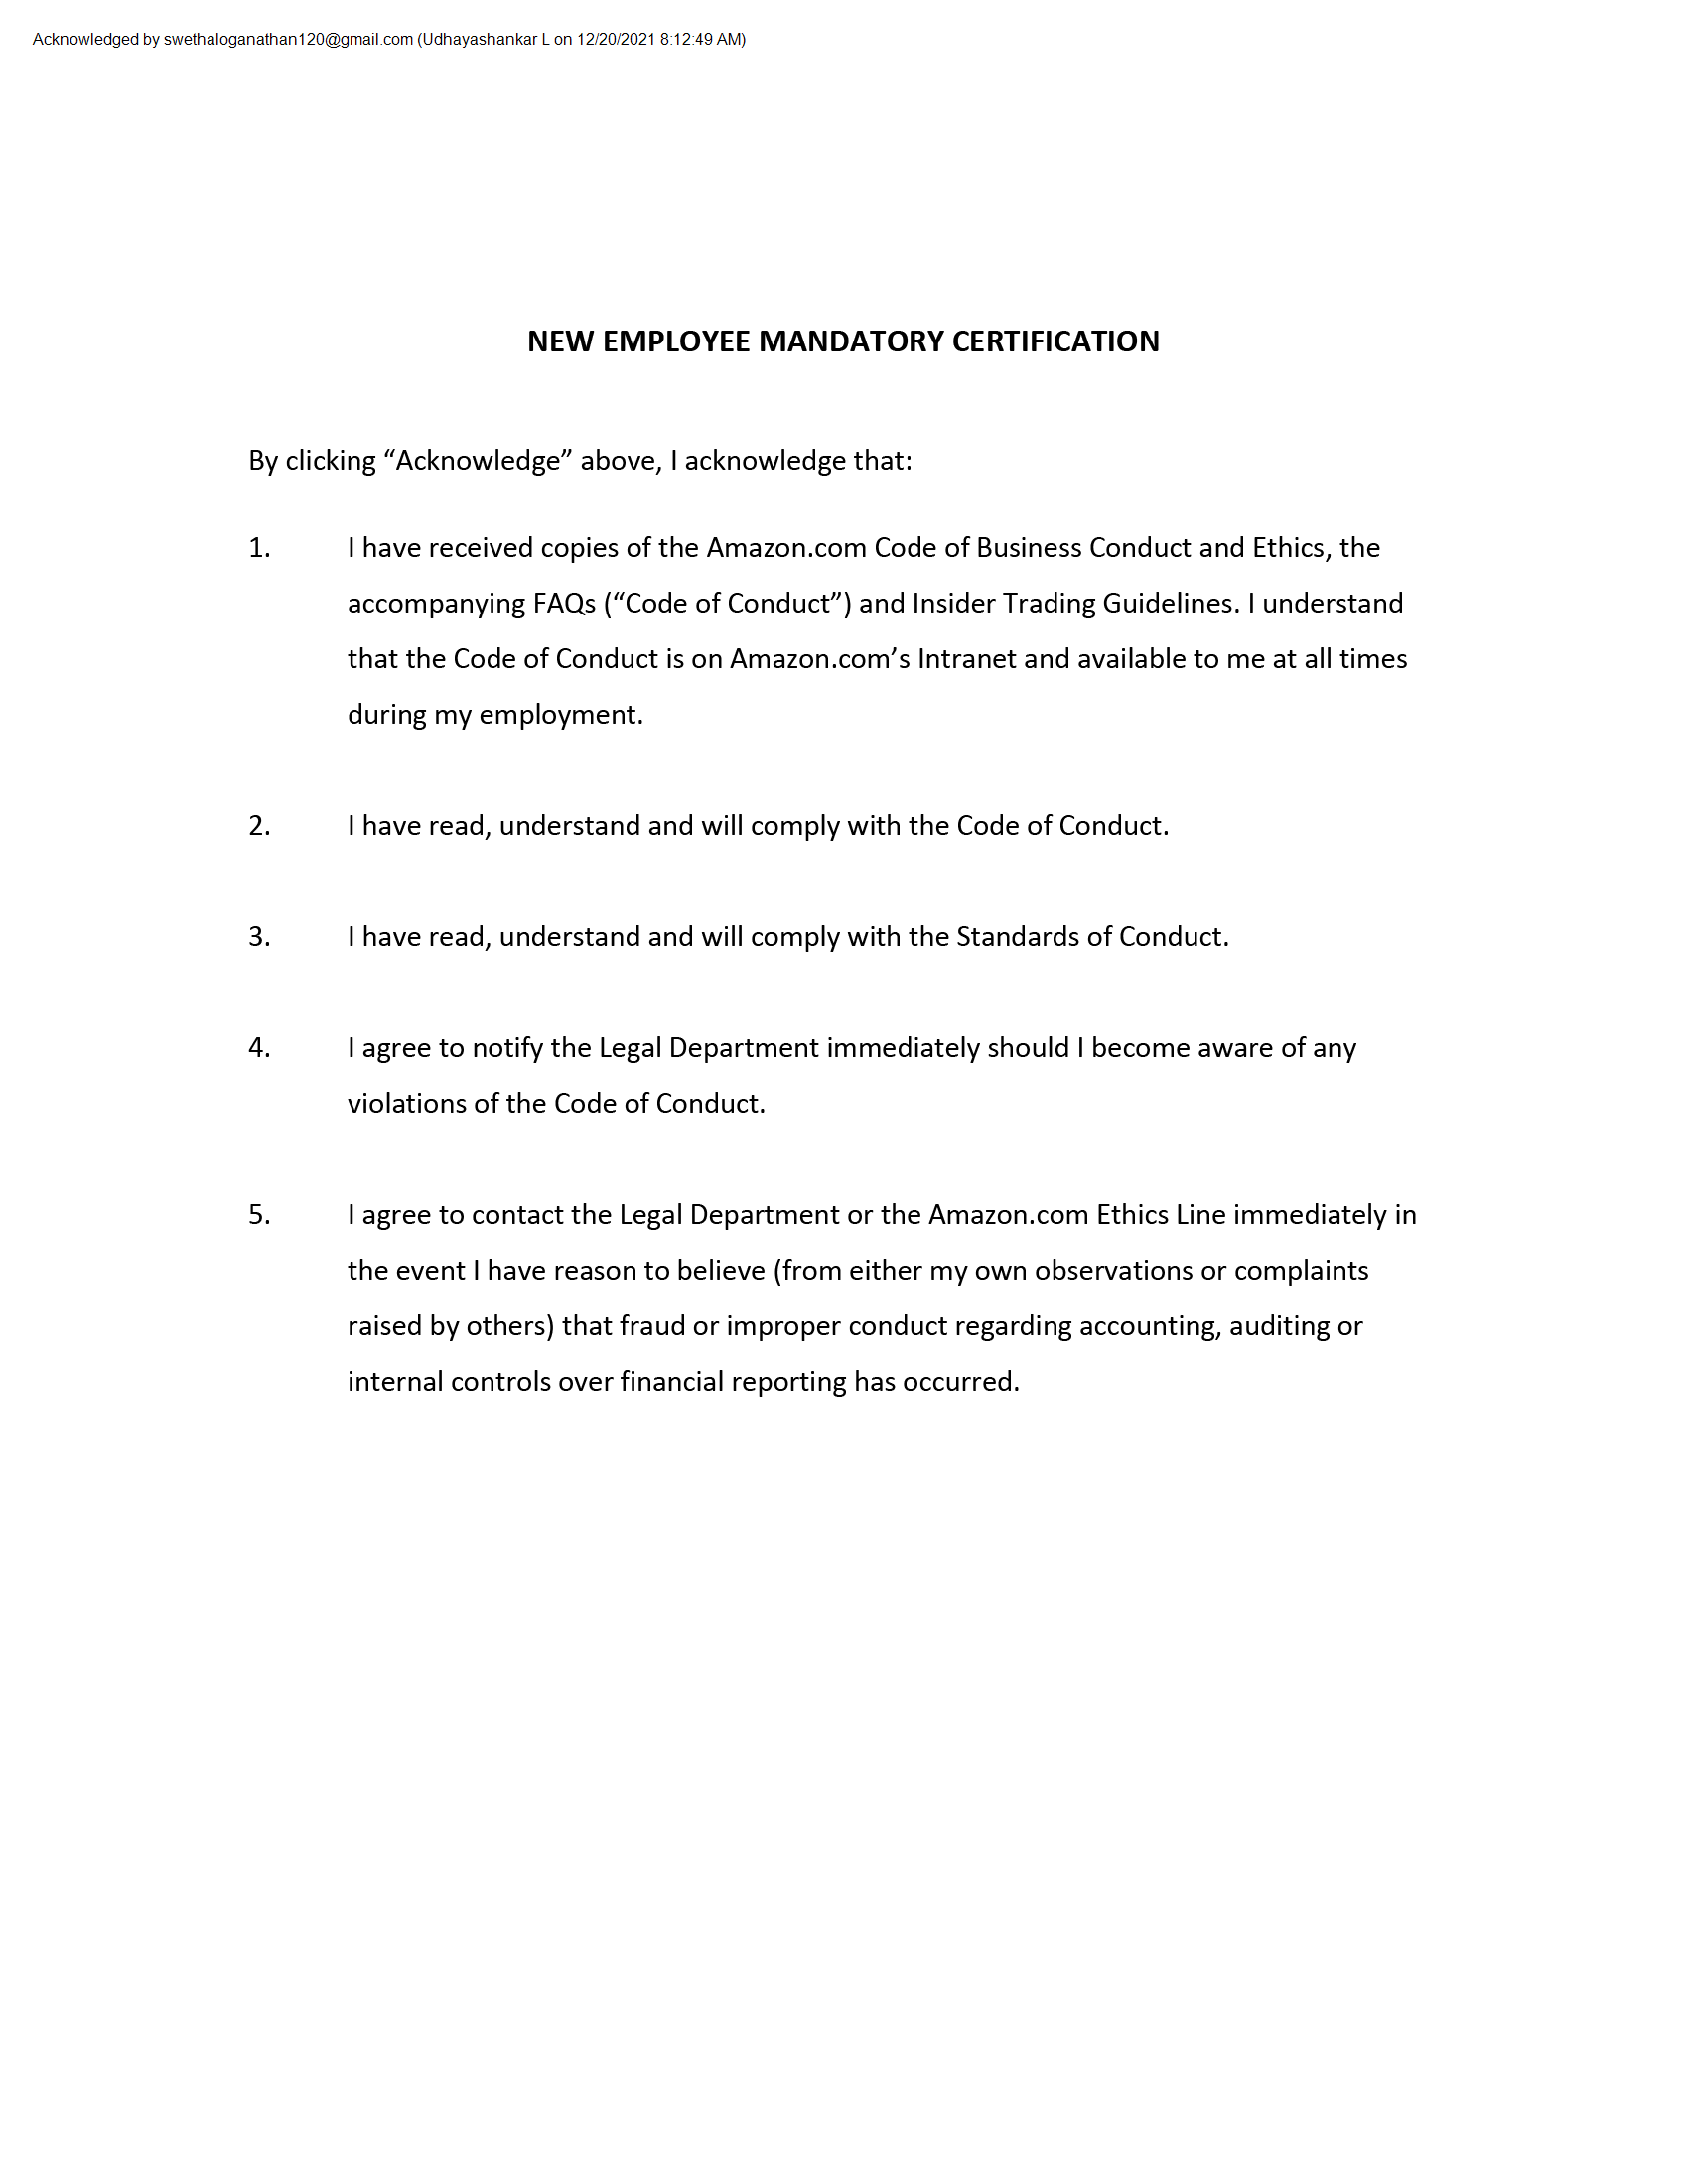 Acknowledged by swethaloganathan120@gmail.com (Udhayashankar L on 12/20/2021 8:12:49 AM)
NEW EMPLOYEE MANDATORY CERTIFICATION
By clicking “Acknowledge” above, I acknowledge that:
1. I have received copies of the Amazon.com Code of Business Conduct and Ethics, the
accompanying FAQs (“Code of Conduct”) and Insider Trading Guidelines. I understand
that the Code of Conduct is on Amazon.com’s Intranet and available to me at all times
during my employment.
2. I have read, understand and will comply with the Code of Conduct.
3. I have read, understand and will comply with the Standards of Conduct.
4. I agree to notify the Legal Department immediately should I become aware of any
violations of the Code of Conduct.
5. I agree to contact the Legal Department or the Amazon.com Ethics Line immediately in
the event I have reason to believe (from either my own observations or complaints
raised by others) that fraud or improper conduct regarding accounting, auditing or
internal controls over financial reporting has occurred.